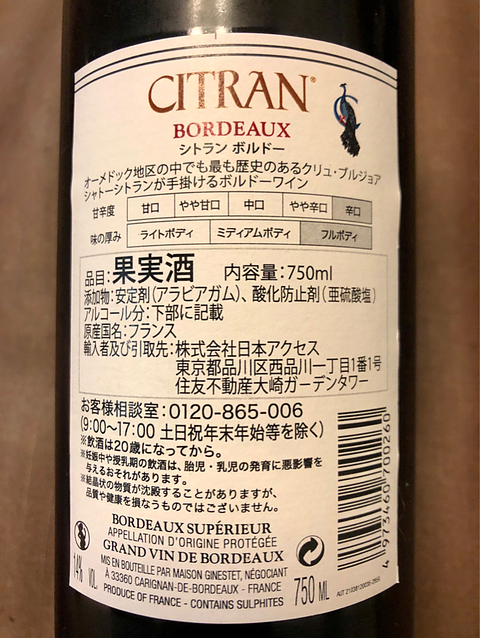 CITRAN®
BORDEAUX
シトラン ボルドー
オーメドック地区の中でも最も歴史のあるクリュ・ブルジョア
シャトーシトランが手掛けるボルドーワイン
甘辛度 甘口 やや甘口 中口 やや辛口 辛口
味の厚み ライトボディ ミディアムボディ フルボディ
品目:果実酒 内容量:750ml
添加物:安定剤(アラビアガム)、酸化防止剤(亜硫酸塩)
アルコール分:下部に記載
原産国名:フランス
輸入者及び引取先:株式会社日本アクセス
東京都品川区西品川一丁目1番1号
住友不動産大崎ガーデンタワー
お客様相談室:0120-865-006
(9:00〜17:00 土日祝年末年始等を除く)
※飲酒は20歳になってから。
※妊娠中や授乳期の飲酒は、胎児・乳児の発育に悪影響を
与えるおそれがあります。
※結晶状の物質が沈殿することがありますが、
品質や健康を損なうものではございません。
4 973460 700260
BORDEAUX SUPÉRIEUR
APPELLATION D'ORIGINE PROTÉGÉE
GRAND VIN DE BORDEAUX
MIS EN BOUTEILLE PAR MAISON GINESTET, NÉGOCIANT
À 33360 CARIGNAN-DE-BORDEAUX - FRANCE
PRODUCE OF FRANCE - CONTAINS SULPHITES
14% VOL.
750 ML